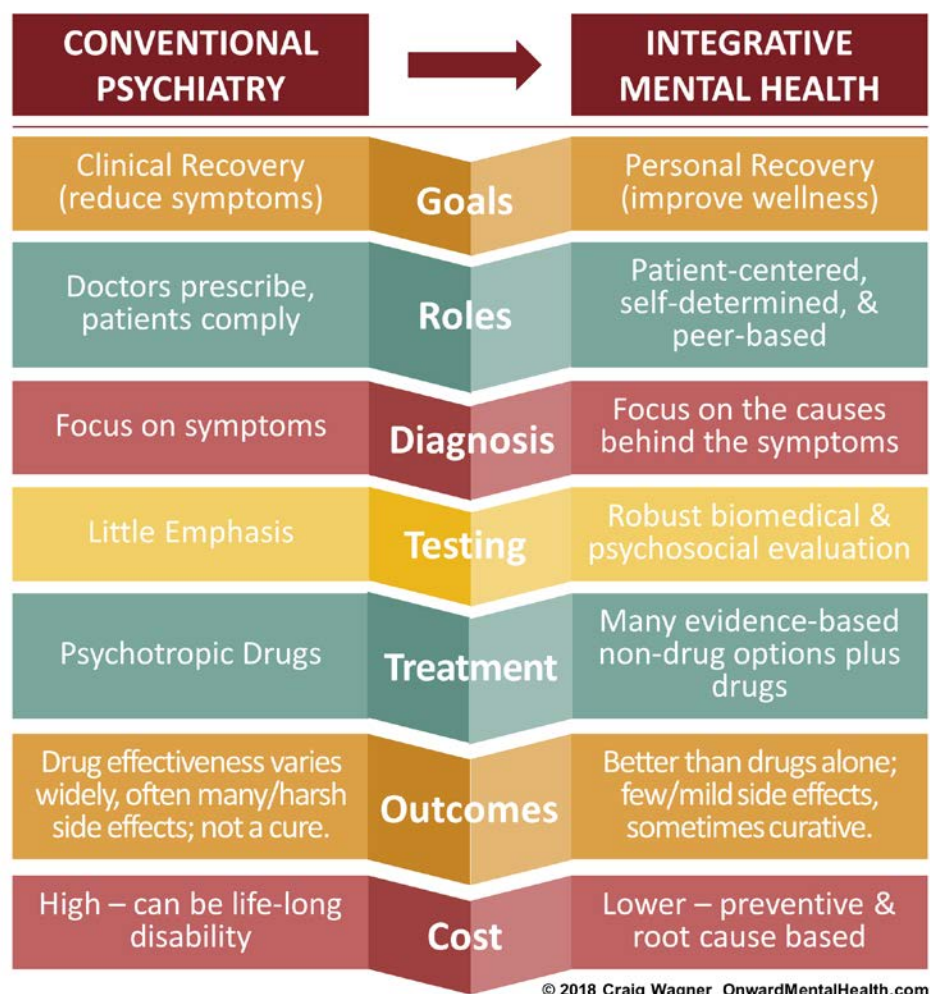 CONVENTIONAL
PSYCHIATRY
INTEGRATIVE
MENTAL HEALTH
Clinical Recovery
(reduce symptoms)
Goals
Personal Recovery
(improve wellness)
Doctors prescribe,
patients comply
Roles
Patient-centered,
self-determined, &
peer-based
Focus on symptoms
Diagnosis
Focus on the causes
behind the symptoms
Little Emphasis
Testing
Robust biomedical &
psychosocial evaluation
Psychotropic Drugs
Treatment
Many evidence-based
non-drug options plus
drugs
Drug effectiveness varies
widely, often many/harsh
side effects; not a cure.
Outcomes
Better than drugs alone;
few/mild side effects,
sometimes curative.
High – can be life-long
disability
Cost
Lower – preventive &
root cause based
© 2018 Craig Wagner OnwardMentalHealth.com